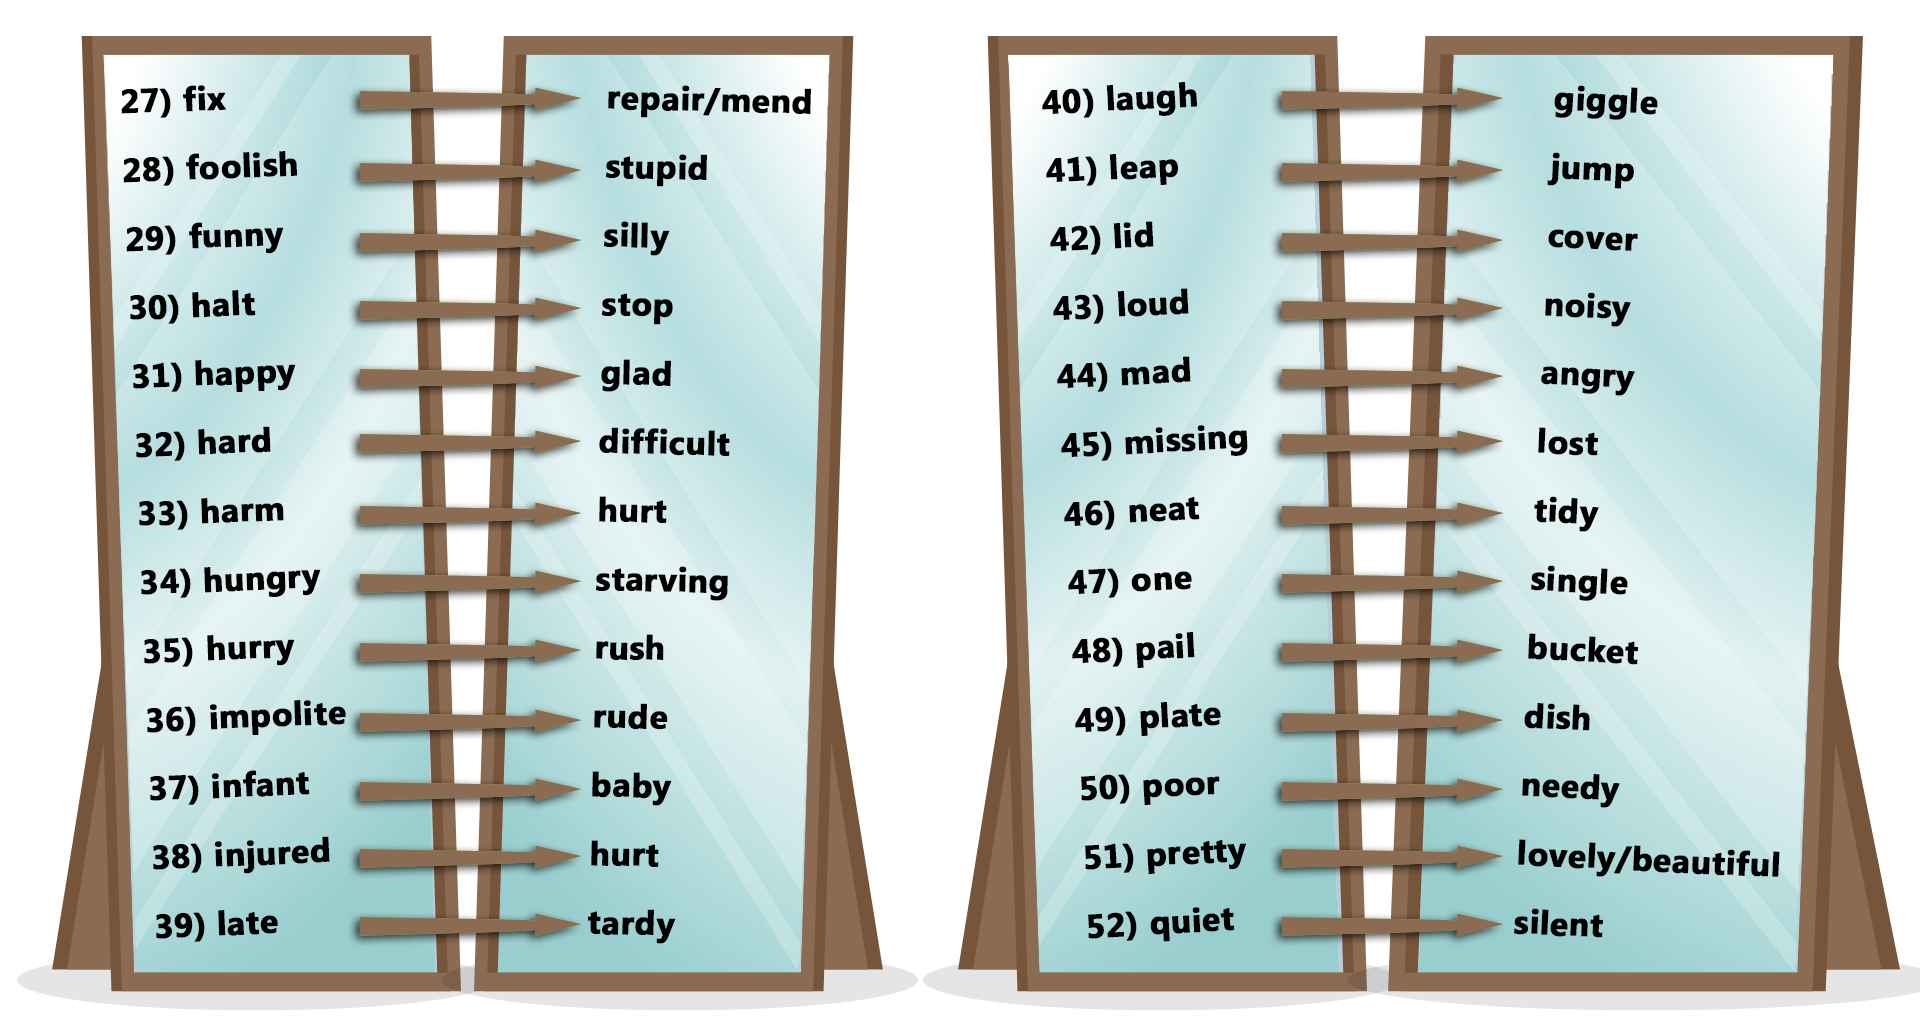 27) fix repair/mend
28) foolish stupid
29) funny silly
30) halt stop
31) happy glad
32) hard difficult
33) harm hurt
34) hungry starving
35) hurry rush
36) impolite rude
37) infant baby
38) injured hurt
39) late tardy
40) laugh giggle
41) leap jump
42) lid cover
43) loud noisy
44) mad angry
45) missing lost
46) neat tidy
47) one single
48) pail bucket
49) plate dish
50) poor needy
51) pretty lovely/beautiful
52) quiet silent